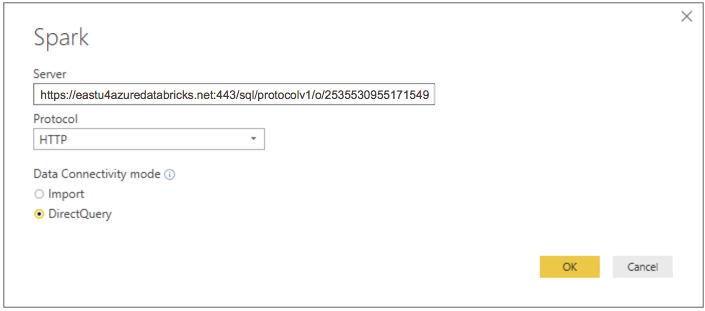 Spark
Server
https://eastu4azuredatabricks.net:443/sql/protocolv1/o/2535530955171549
Protocol
HTTP
Data Connectivity mode
Import
DirectQuery
OK Cancel